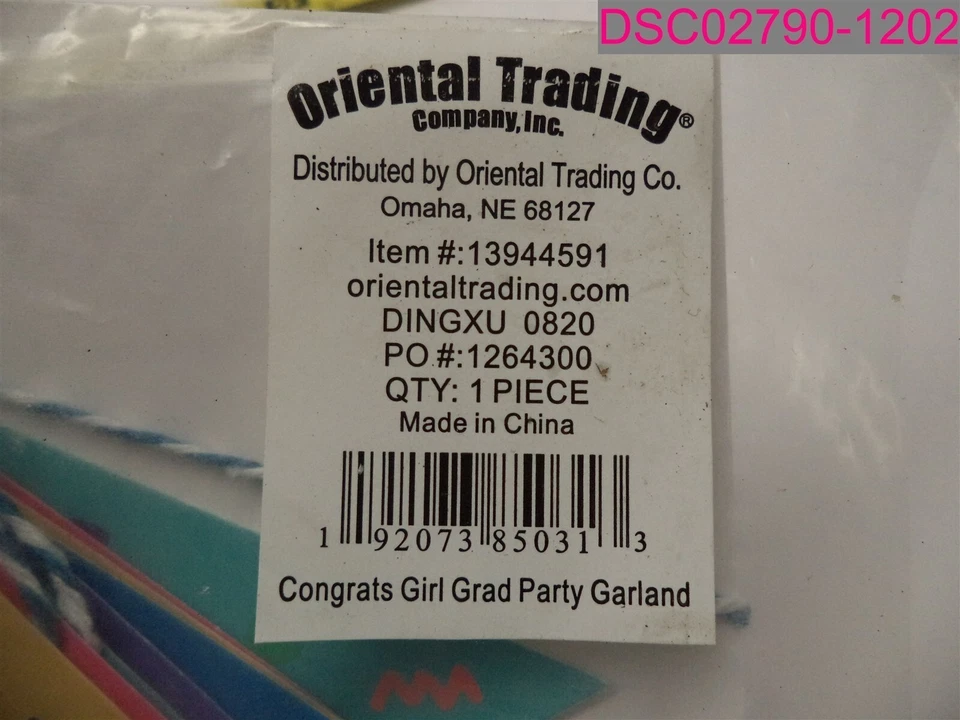 DSC02790-1202
Oriental Trading®
Company, Inc.
Distributed by Oriental Trading Co.
Omaha, NE 68127
Item #:13944591
orientaltrading.com
DINGXU 0820
PO #:1264300
QTY: 1 PIECE
Made in China
1 92073 85031 3
Congrats Girl Grad Party Garland